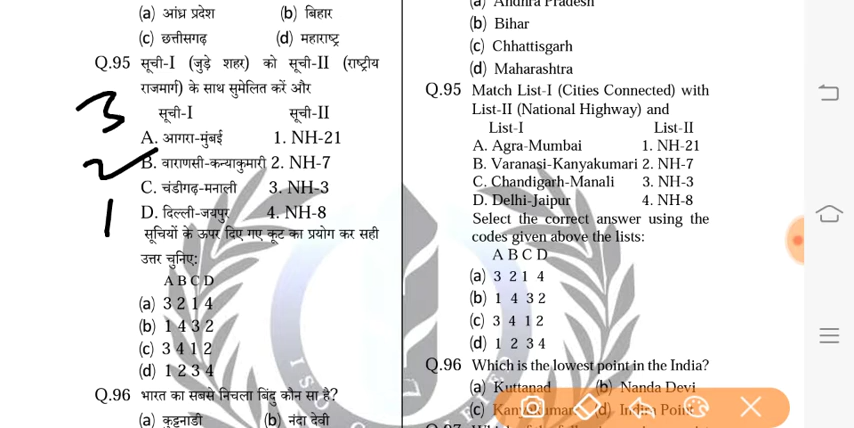 (a) आंध्र प्रदेश (b) बिहार
(c) छत्तीसगढ़ (d) महाराष्ट्र
Q.95 सूची-I (जुड़े शहर) को सूची-II (राष्ट्रीय
राजमार्ग) के साथ सुमेलित करें और
सूची-I सूची-II
3 A. आगरा-मुंबई 1. NH-21
2 B. वाराणसी-कन्याकुमारी 2. NH-7
C. चंडीगढ़-मनाली 3. NH-3
1 D. दिल्ली-जयपुर 4. NH-8
सूचियों के ऊपर दिए गए कूट का प्रयोग कर सही
उत्तर चुनिए:
A B C D
(a) 3 2 1 4
(b) 1 4 3 2
(c) 3 4 1 2
(d) 1 2 3 4
Q.96 भारत का सबसे निचला बिंदु कौन सा है?
(a) कुट्टनाडी (b) नंदा देवी
(a) Andhra Pradesh
(b) Bihar
(c) Chhattisgarh
(d) Maharashtra
Q.95 Match List-I (Cities Connected) with
List-II (National Highway) and
List-I List-II
A. Agra-Mumbai 1. NH-21
B. Varanasi-Kanyakumari 2. NH-7
C. Chandigarh-Manali 3. NH-3
D. Delhi-Jaipur 4. NH-8
Select the correct answer using the
codes given above the lists:
A B C D
(a) 3 2 1 4
(b) 1 4 3 2
(c) 3 4 1 2
(d) 1 2 3 4
Q.96 Which is the lowest point in the India?
(a) Kuttanad (b) Nanda Devi
(c) Kanyakumari (d) Indira Point